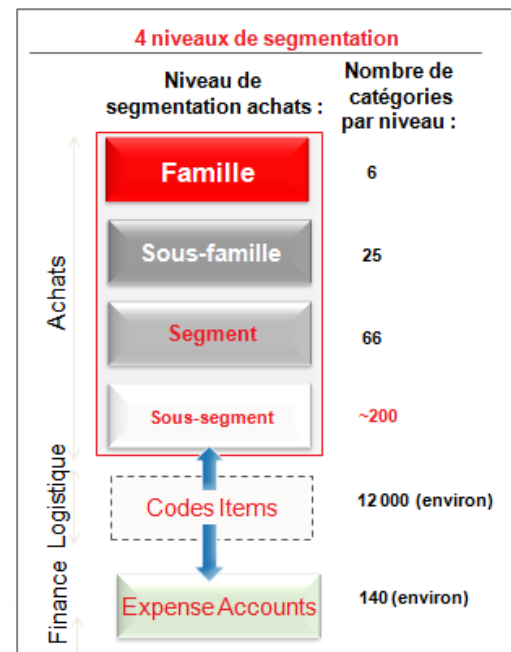 4 niveaux de segmentation
Niveau de
segmentation achats :
Nombre de
catégories
par niveau :
Famille
6
Sous-famille
25
Segment
66
Sous-segment
~200
Codes Items
12 000 (environ)
Expense Accounts
140 (environ)
Achats
Logistique
Finance